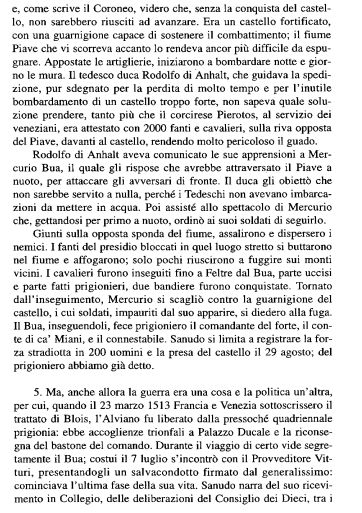 e, come scrive il Coroneo, videro che, senza la conquista del castel-
lo, non sarebbero riusciti ad avanzare. Era un castello fortificato,
con una guarnigione capace di sostenere il combattimento; il fiume
Piave che vi scorreva accanto lo rendeva ancor più difficile da espu-
gnare. Appostate le artiglierie, iniziarono a bombardare notte e gior-
no le mura. Il tedesco duca Rodolfo di Anhalt, che guidava la spedi-
zione, pur sdegnato per la perdita di molto tempo e per l'inutile
bombardamento di un castello troppo forte, non sapeva quale solu-
zione prendere, tanto più che il corcirese Pierotos, al servizio dei
veneziani, era attestato con 2000 fanti e cavalieri, sulla riva opposta
del Piave, davanti al castello, rendendo molto pericoloso il guado.
Rodolfo di Anhalt aveva comunicato le sue apprensioni a Mer-
curio Bua, il quale gli rispose che avrebbe attraversato il Piave a
nuoto, per attaccare gli avversari di fronte. Il duca gli obiettò che
non sarebbe servito a nulla, perché i Tedeschi non avevano imbarca-
zioni da mettere in acqua. Poi assisté allo spettacolo di Mercurio
che, gettandosi per primo a nuoto, ordinò ai suoi soldati di seguirlo.
Giunti sulla opposta sponda del fiume, assalirono e dispersero i
nemici. I fanti del presidio bloccati in quel luogo stretto si buttarono
nel fiume e affogarono; solo pochi riuscirono a fuggire sui monti
vicini. I cavalieri furono inseguiti fino a Feltre dal Bua, parte uccisi
e parte fatti prigionieri, due bandiere furono conquistate. Tornato
dall'inseguimento, Mercurio si scagliò contro la guarnigione del
castello, i cui soldati, impauriti dal suo apparire, si diedero alla fuga.
Il Bua, inseguendoli, fece prigioniero il comandante del forte, il con-
te di ca' Miani, e il connestabile. Sanudo si limita a registrare la for-
za stradiotta in 200 uomini e la presa del castello il 29 agosto; del
prigioniero abbiamo già detto.
5. Ma, anche allora la guerra era una cosa e la politica un'altra,
per cui, quando il 23 marzo 1513 Francia e Venezia sottoscrissero il
trattato di Blois, l'Alviano fu liberato dalla pressoché quadriennale
prigionia: ebbe accoglienze trionfali a Palazzo Ducale e la riconse-
gna del bastone del comando. Durante il viaggio di certo vide segre-
tamente il Bua; costui il 7 luglio s'incontrò con il Provveditore Vit-
turi, presentandogli un salvacondotto firmato dal generalissimo:
cominciava l'ultima fase della sua vita. Sanudo narra del suo ricevi-
mento in Collegio, delle deliberazioni del Consiglio dei Dieci, tra i